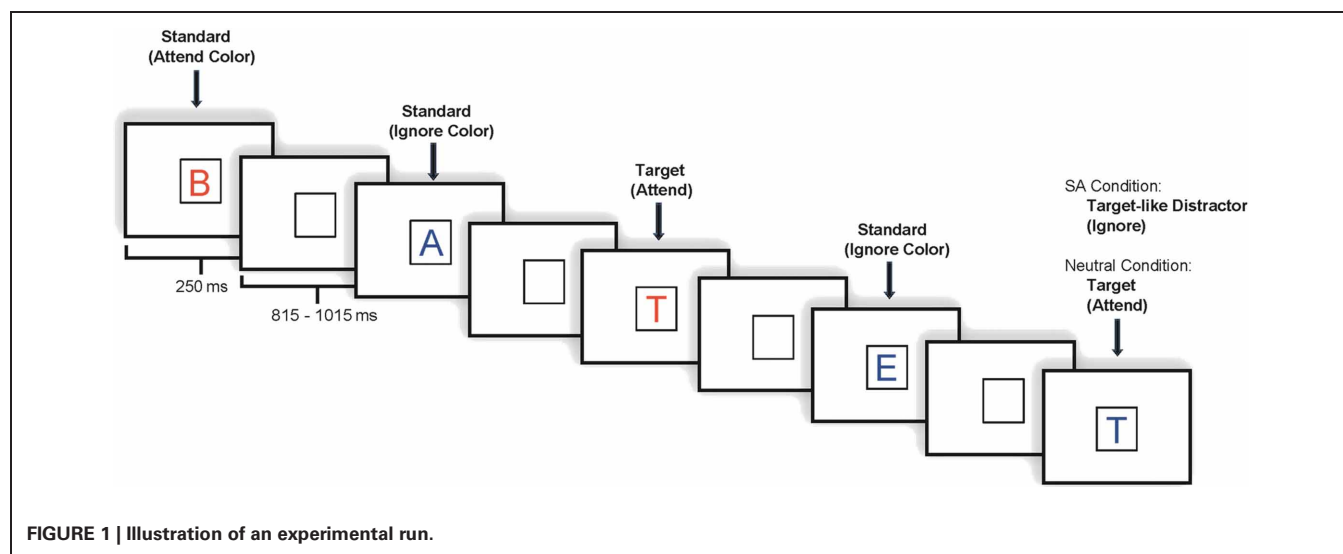 Standard
(Attend Color)
Standard
(Ignore Color)
Target
(Attend)
Standard
(Ignore Color)
SA Condition:
Target-like Distractor
(Ignore)
Neutral Condition:
Target
(Attend)
B
A
T
E
T
250 ms
815 - 1015 ms
FIGURE 1 | Illustration of an experimental run.